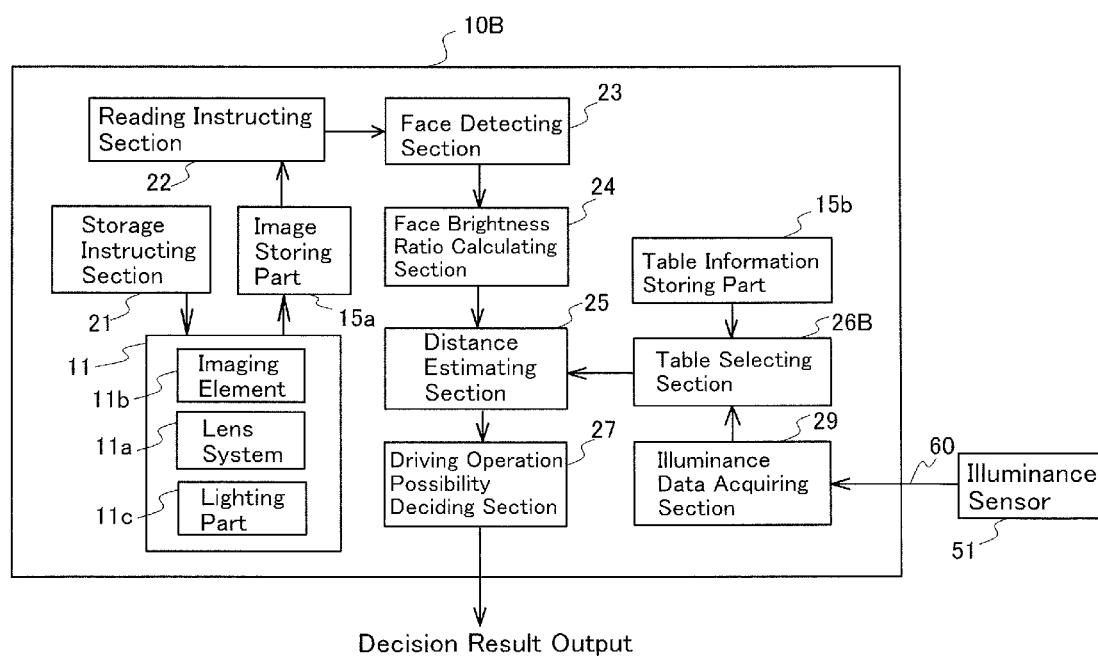 10B
Reading Instructing
Section
22
Face Detecting
Section
23
Storage
Instructing
Section
21
Image
Storing
Part
15a
Face Brightness
Ratio Calculating
Section
24
15b
Table Information
Storing Part
11
Imaging
Element
11b
Lens
System
11a
Lighting
Part
11c
Distance
Estimating
Section
25
26B
Table Selecting
Section
Driving Operation
Possibility
Deciding Section
27
29
Illuminance
Data Acquiring
Section
60
Illuminance
Sensor
51
Decision Result Output